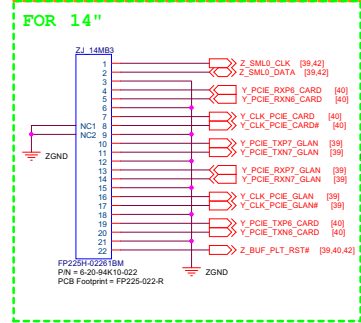 FOR 14"
ZJ_14MB3
1 Z_SML0_CLK [39,42]
2 Z_SML0_DATA [39,42]
3
4 Y_PCIE_RXP6_CARD [40]
5 Y_PCIE_RXN6_CARD [40]
6
7 Y_CLK_PCIE_CARD [40]
NC1 8 Y_CLK_PCIE_CARD# [40]
NC2 9
10 Y_PCIE_TXP7_GLAN [39]
11 Y_PCIE_TXN7_GLAN [39]
12
13 Y_PCIE_RXP7_GLAN [39]
14 Y_PCIE_RXN7_GLAN [39]
15
16 Y_CLK_PCIE_GLAN [39]
17 Y_CLK_PCIE_GLAN# [39]
18
19 Y_PCIE_TXP6_CARD [40]
20 Y_PCIE_TXN6_CARD [40]
21
22 Z_BUF_PLT_RST# [39,40,42]
ZGND
FP225H-02261BM
P/N = 6-20-94K10-022
PCB Footprint = FP225-022-R
ZGND